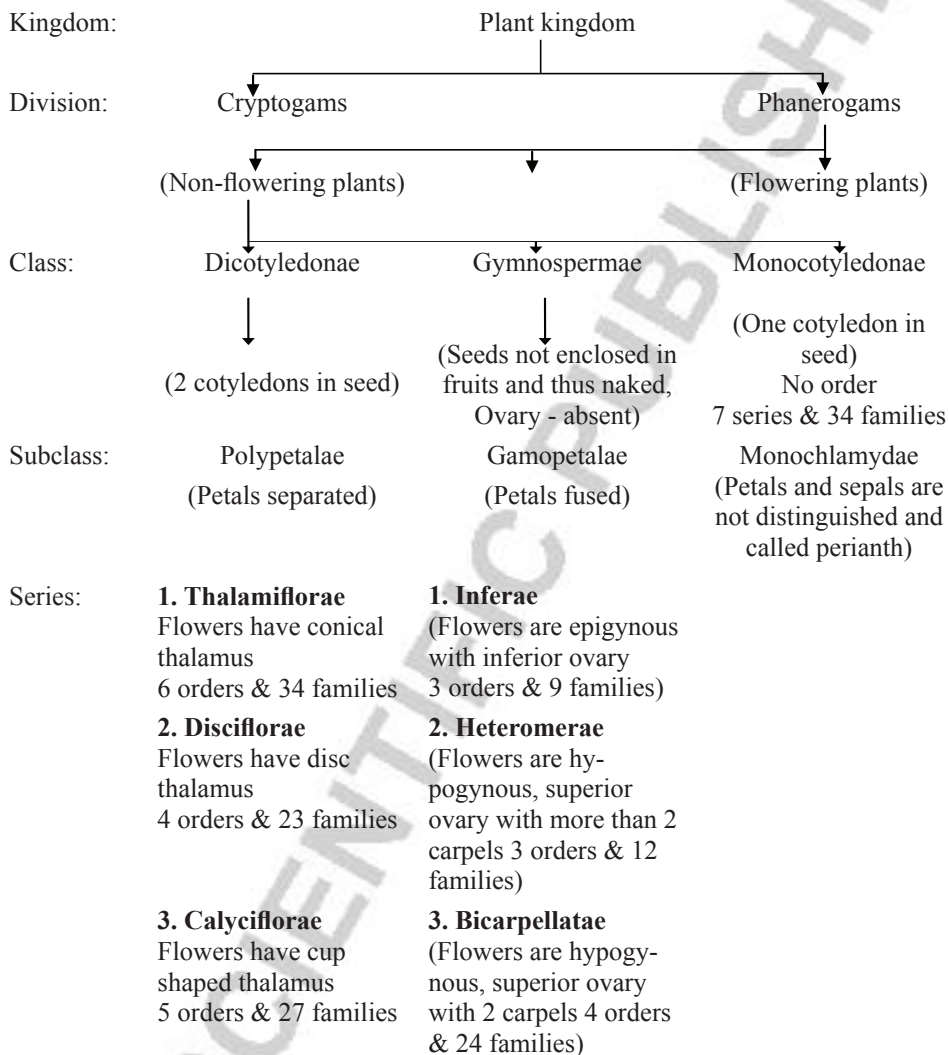 Kingdom: Plant kingdom
Division: Cryptogams Phanerogams
(Non-flowering plants) (Flowering plants)
Class: Dicotyledonae Gymnospermae Monocotyledonae
(2 cotyledons in seed)
(Seeds not enclosed in
fruits and thus naked,
Ovary - absent)
(One cotyledon in
seed)
No order
7 series & 34 families
Subclass: Polypetalae Gamopetalae Monochlamydae
(Petals separated) (Petals fused)
(Petals and sepals are
not distinguished and
called perianth)
Series:
1. Thalamiflorae
Flowers have conical
thalamus
6 orders & 34 families
1. Inferae
(Flowers are epigynous
with inferior ovary
3 orders & 9 families)
2. Disciflorae
Flowers have disc
thalamus
4 orders & 23 families
2. Heteromerae
(Flowers are hy-
pogynous, superior
ovary with more than 2
carpels 3 orders & 12
families)
3. Calyciflorae
Flowers have cup
shaped thalamus
5 orders & 27 families
3. Bicarpellatae
(Flowers are hypogy-
nous, superior ovary
with 2 carpels 4 orders
& 24 families)
CIENTIFIC PUBLISH